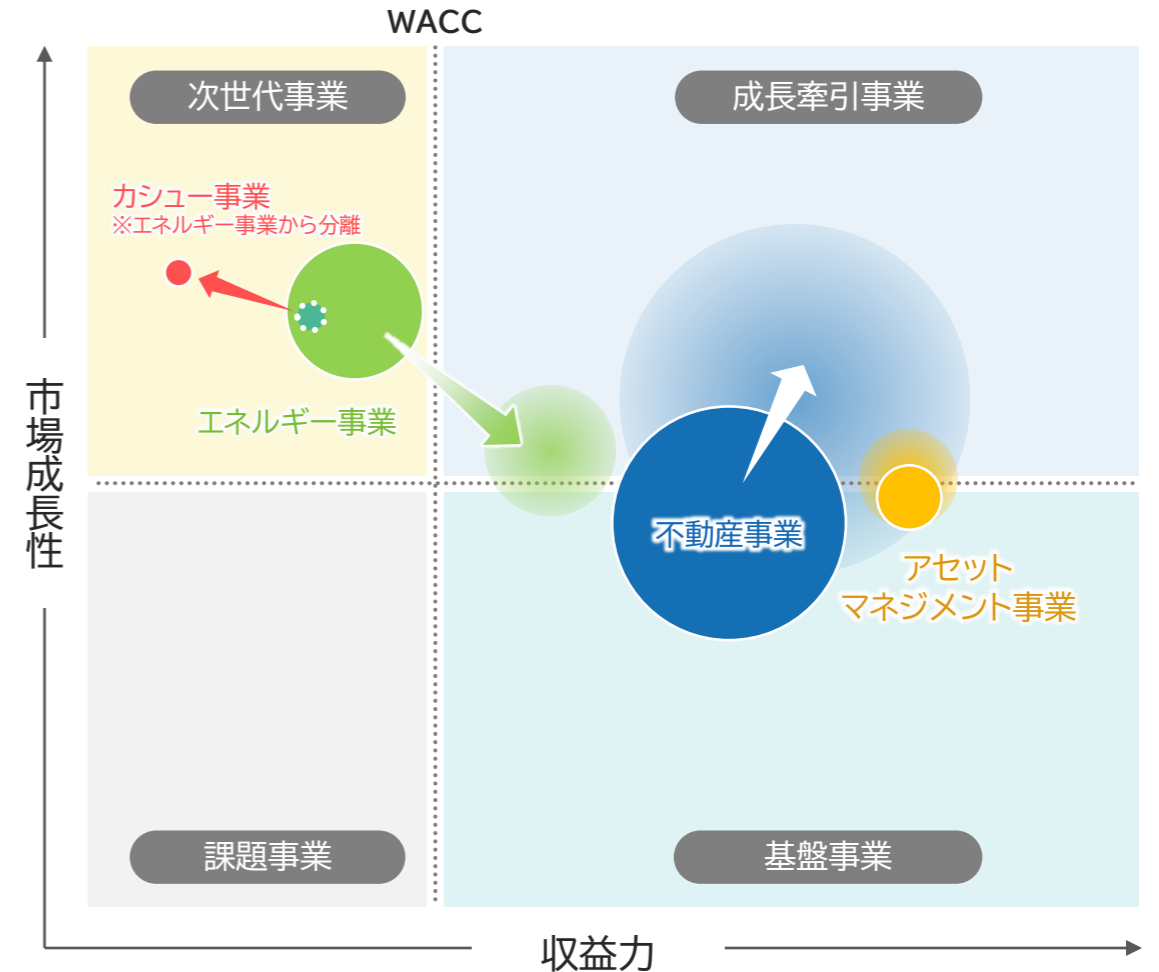 WACC
次世代事業
成長牽引事業
カシュー事業
※エネルギー事業から分離
エネルギー事業
市場成長性
不動産事業
アセット
マネジメント事業
課題事業
基盤事業
収益力